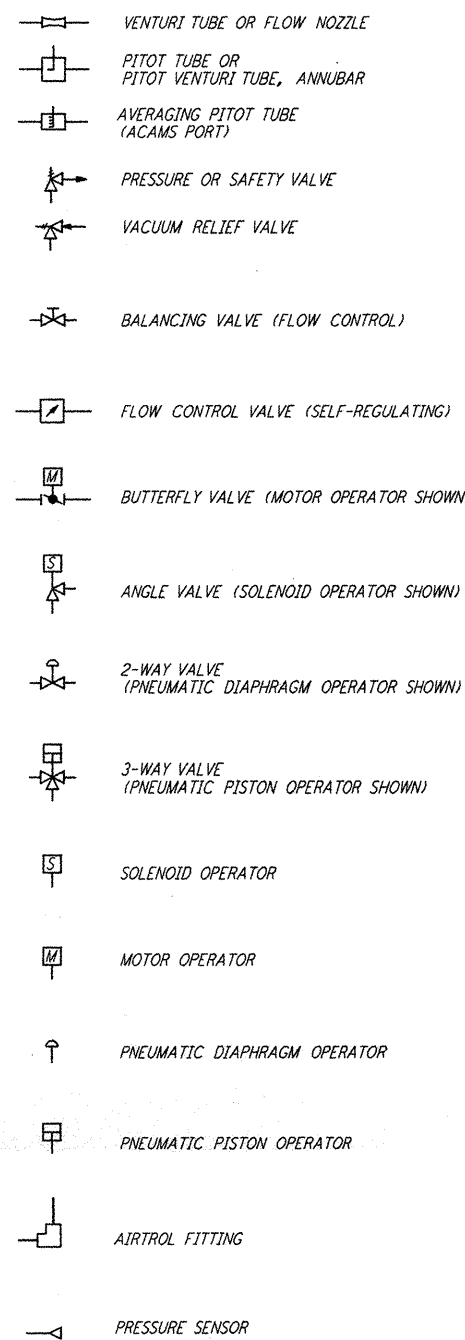 VENTURI TUBE OR FLOW NOZZLE
PITOT TUBE OR
PITOT VENTURI TUBE, ANNUBAR
AVERAGING PITOT TUBE
(ACAMS PORT)
PRESSURE OR SAFETY VALVE
VACUUM RELIEF VALVE
BALANCING VALVE (FLOW CONTROL)
FLOW CONTROL VALVE (SELF-REGULATING)
M
BUTTERFLY VALVE (MOTOR OPERATOR SHOWN
S
ANGLE VALVE (SOLENOID OPERATOR SHOWN)
2-WAY VALVE
(PNEUMATIC DIAPHRAGM OPERATOR SHOWN)
3-WAY VALVE
(PNEUMATIC PISTON OPERATOR SHOWN)
S
SOLENOID OPERATOR
M
MOTOR OPERATOR
PNEUMATIC DIAPHRAGM OPERATOR
PNEUMATIC PISTON OPERATOR
AIRTROL FITTING
PRESSURE SENSOR